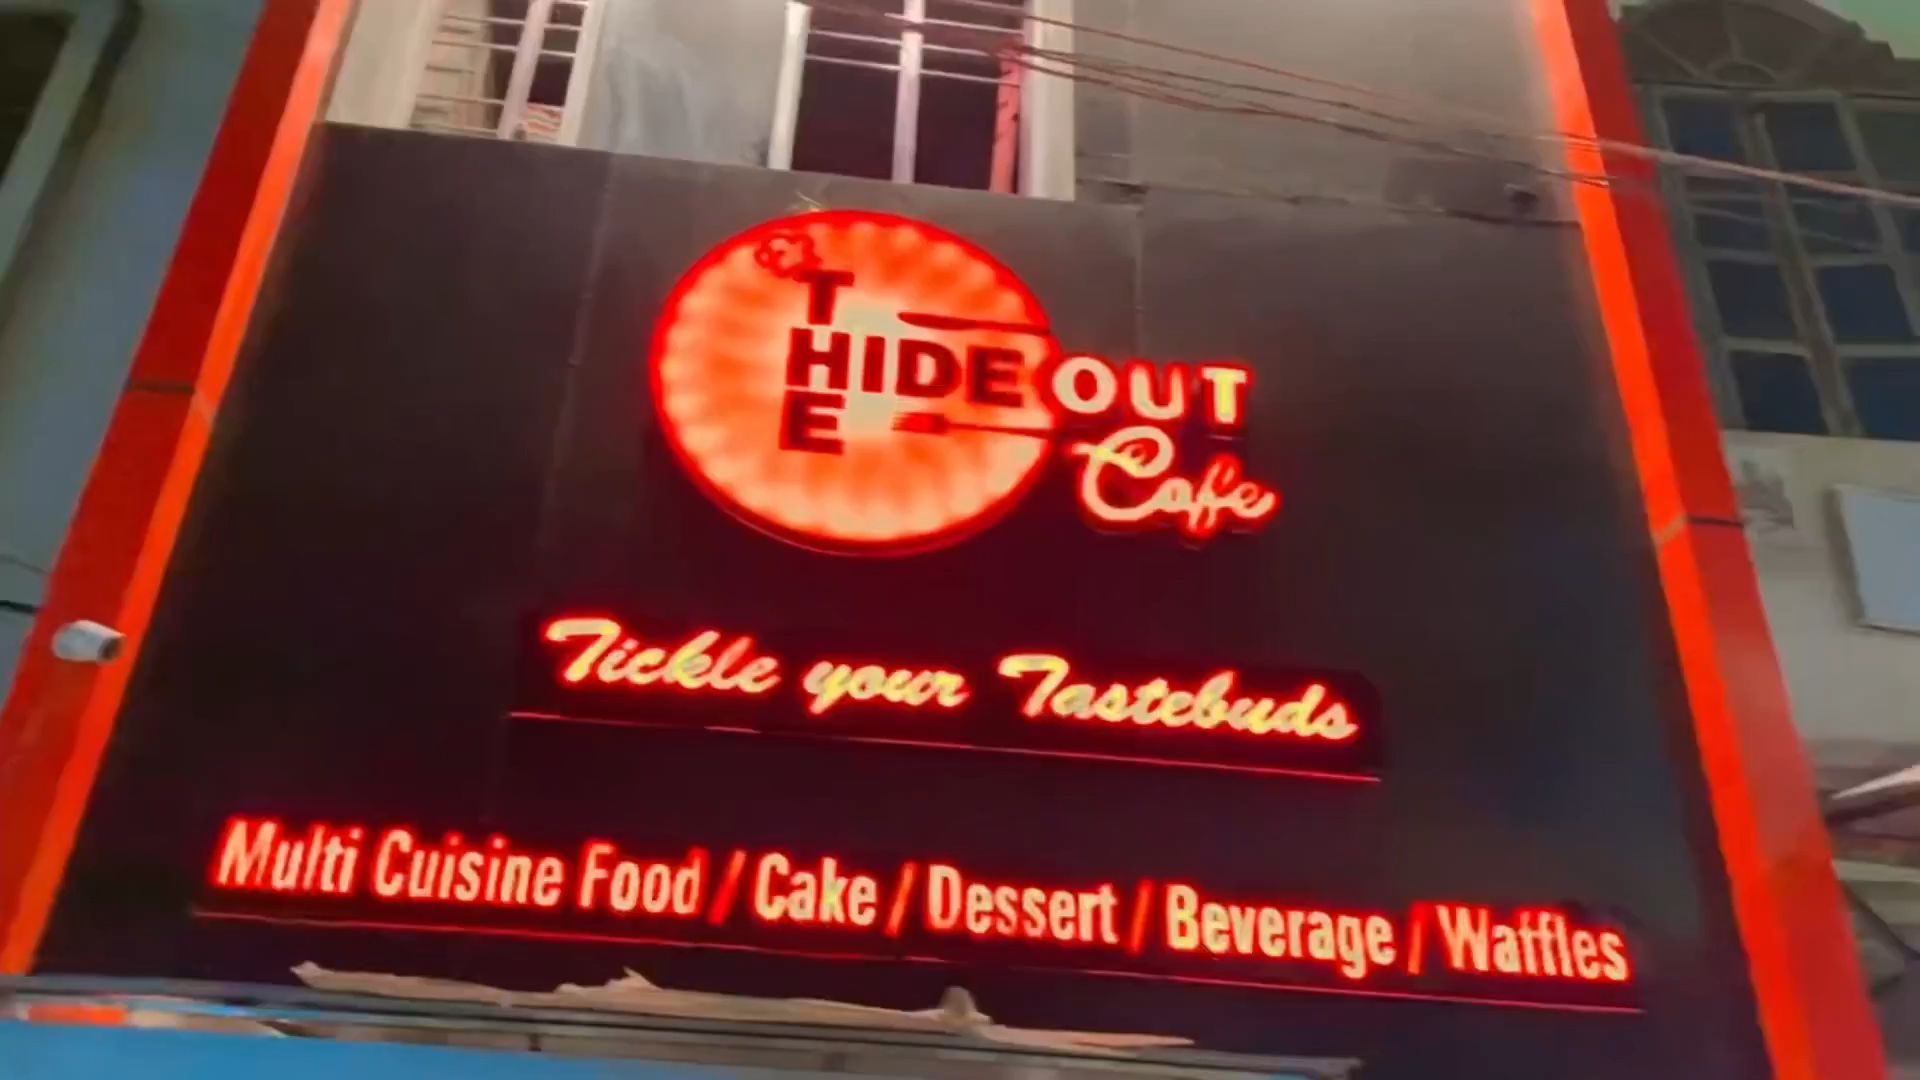 THE HIDEOUT
Cafe
Tickle your Tastebuds
Multi Cuisine Food / Cake / Dessert / Beverage / Waffles